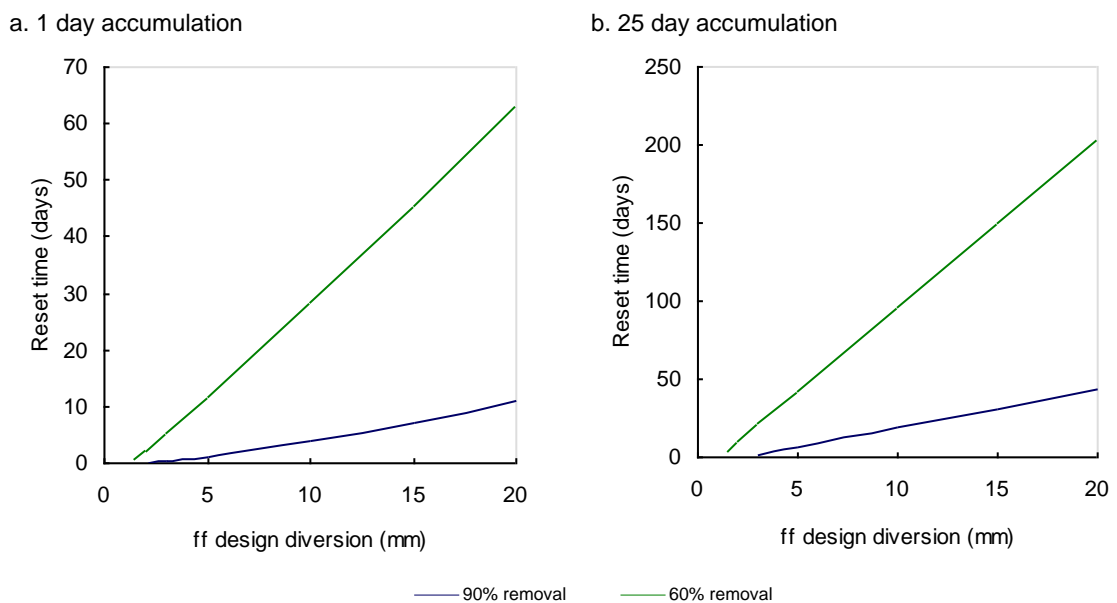 a. 1 day accumulation
70
60
50
40
30
20
10
0
Reset time (days)
0 5 10 15 20
ff design diversion (mm)
b. 25 day accumulation
250
200
150
100
50
0
Reset time (days)
0 5 10 15 20
ff design diversion (mm)
90% removal 60% removal